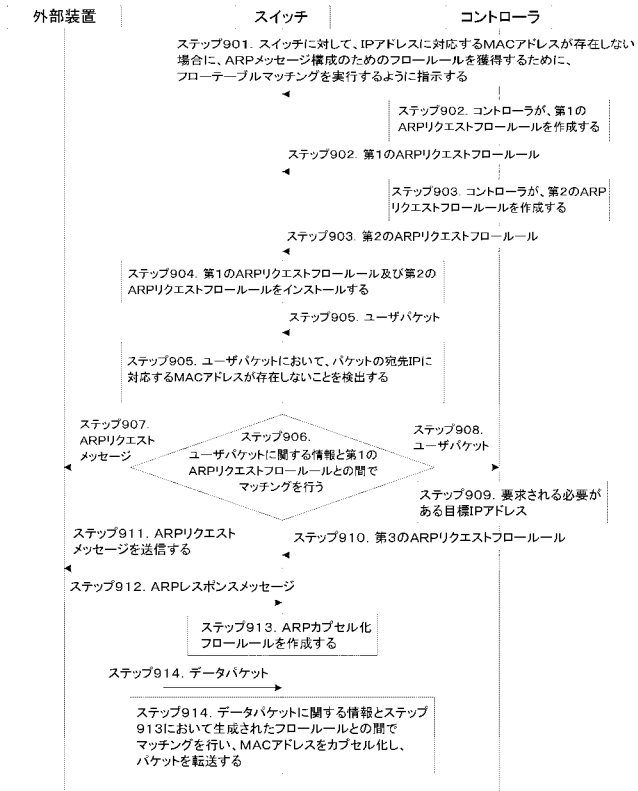 外部装置
スイッチ
コントローラ
ステップ901. スイッチに対して、IPアドレスに対応するMACアドレスが存在しない
場合に、ARPメッセージ構成のためのフロールールを獲得するために、
フローテーブルマッチングを実行するように指示する
ステップ902. コントローラが、第1の
ARPリクエストフロールールを作成する
ステップ902. 第1のARPリクエストフロールール
ステップ903. コントローラが、第2のARP
リクエストフロールールを作成する
ステップ903. 第2のARPリクエストフロールール
ステップ904. 第1のARPリクエストフロールール及び第2の
ARPリクエストフロールールをインストールする
ステップ905. ユーザパケット
ステップ905. ユーザパケットにおいて、パケットの宛先IPに
対応するMACアドレスが存在しないことを検出する
ステップ907.
ARPリクエスト
メッセージ
ステップ906.
ユーザパケットに関する情報と第1の
ARPリクエストフロールールとの間で
マッチングを行う
ステップ908.
ユーザパケット
ステップ909. 要求される必要が
ある目標IPアドレス
ステップ911. ARPリクエスト
メッセージを送信する
ステップ910. 第3のARPリクエストフロールール
ステップ912. ARPレスポンスメッセージ
ステップ913. ARPカプセル化
フロールールを作成する
ステップ914. データパケット
ステップ914. データパケットに関する情報とステップ
913において生成されたフロールールとの間で
マッチングを行い、MACアドレスをカプセル化し、
パケットを転送する